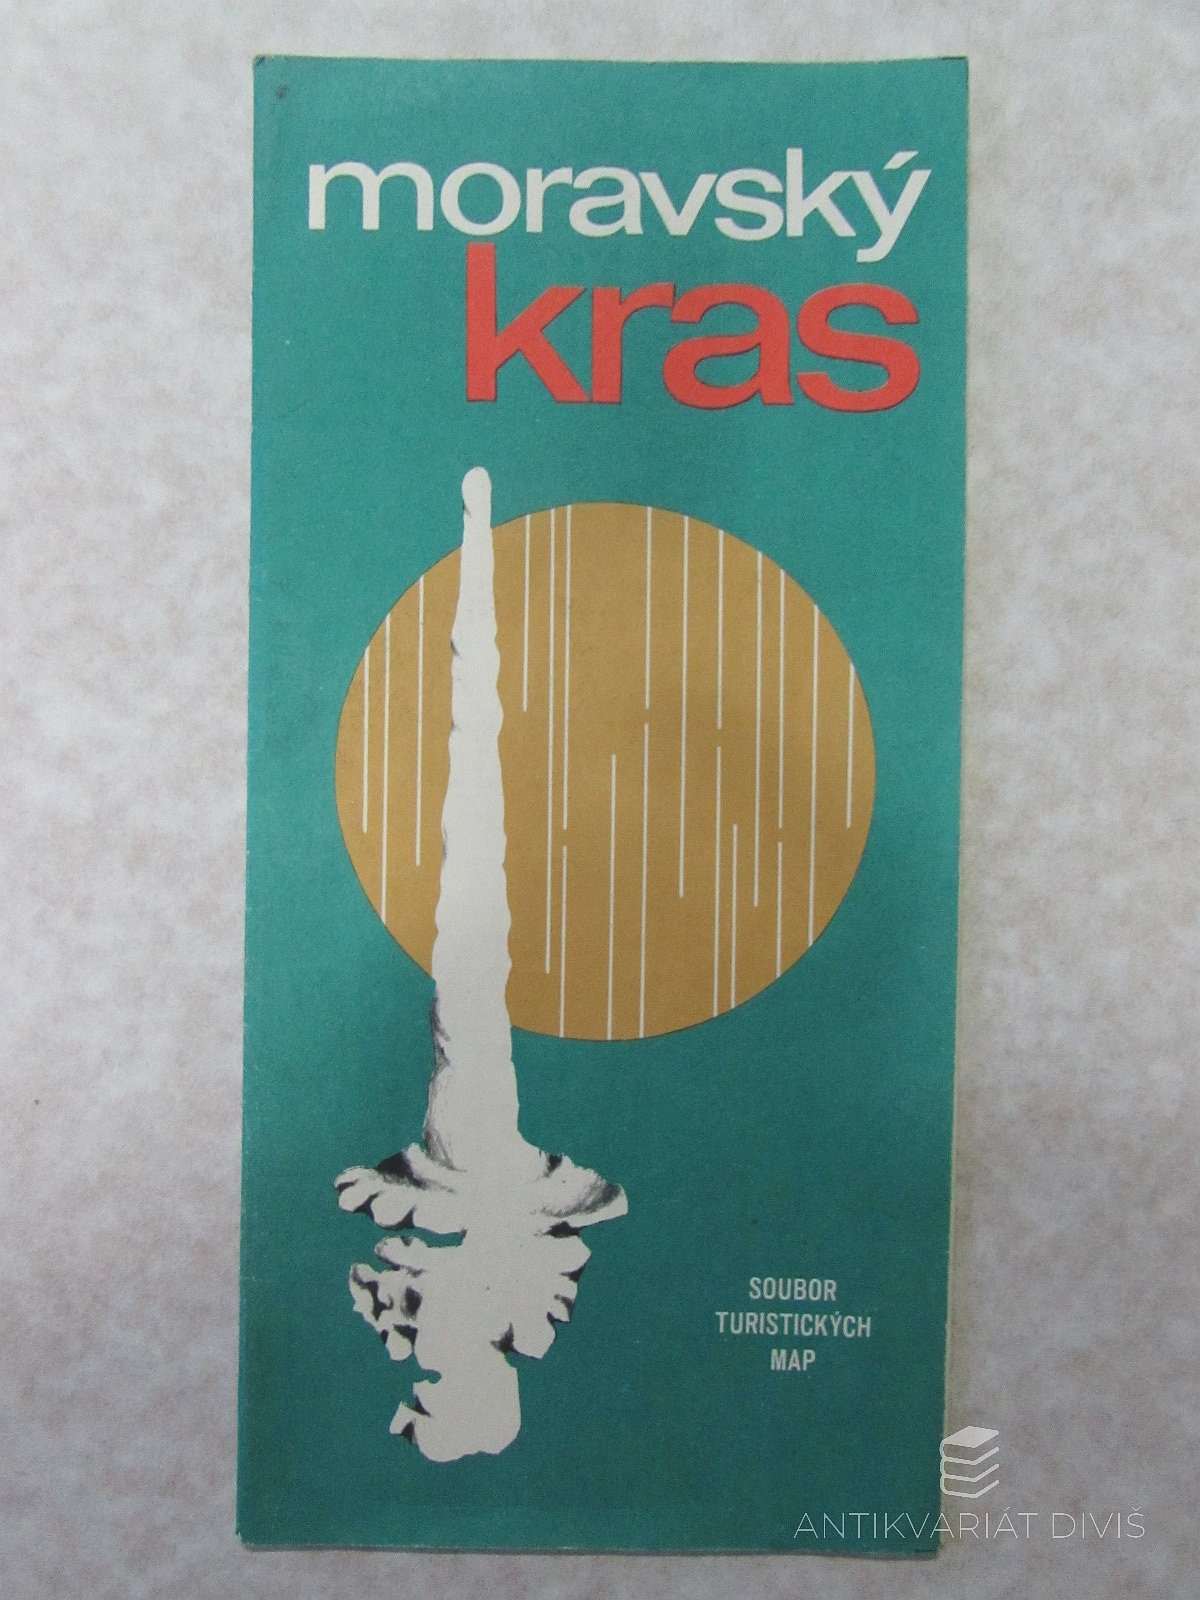 moravský
kras
SOUBOR
TURISTICKÝCH
MAP
ANTIKVARIÁT DIVIŠ